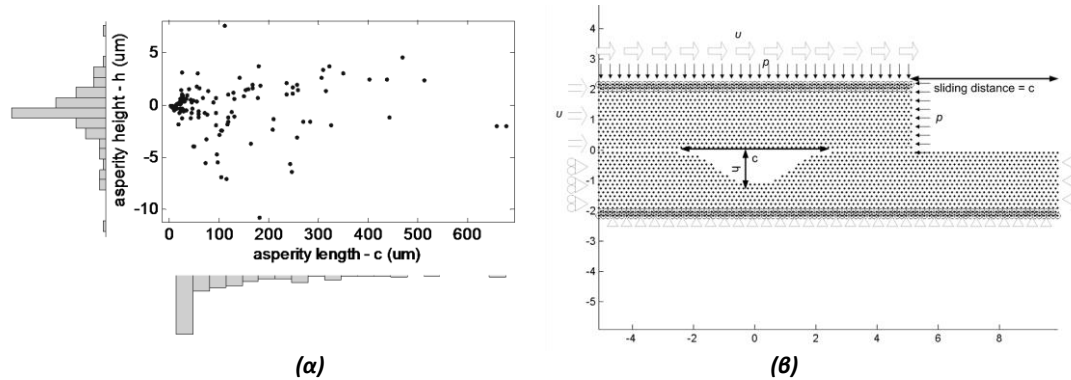 5
0
-5
-10
asperity height - h (um)
0 100 200 300 400 500 600
asperity length - c (um)
(α)
4
3
2
1
0
-1
-2
-3
-4
-5
υ
p
υ
sliding distance = c
p
c
h
-4 -2 0 2 4 6 8
(β)